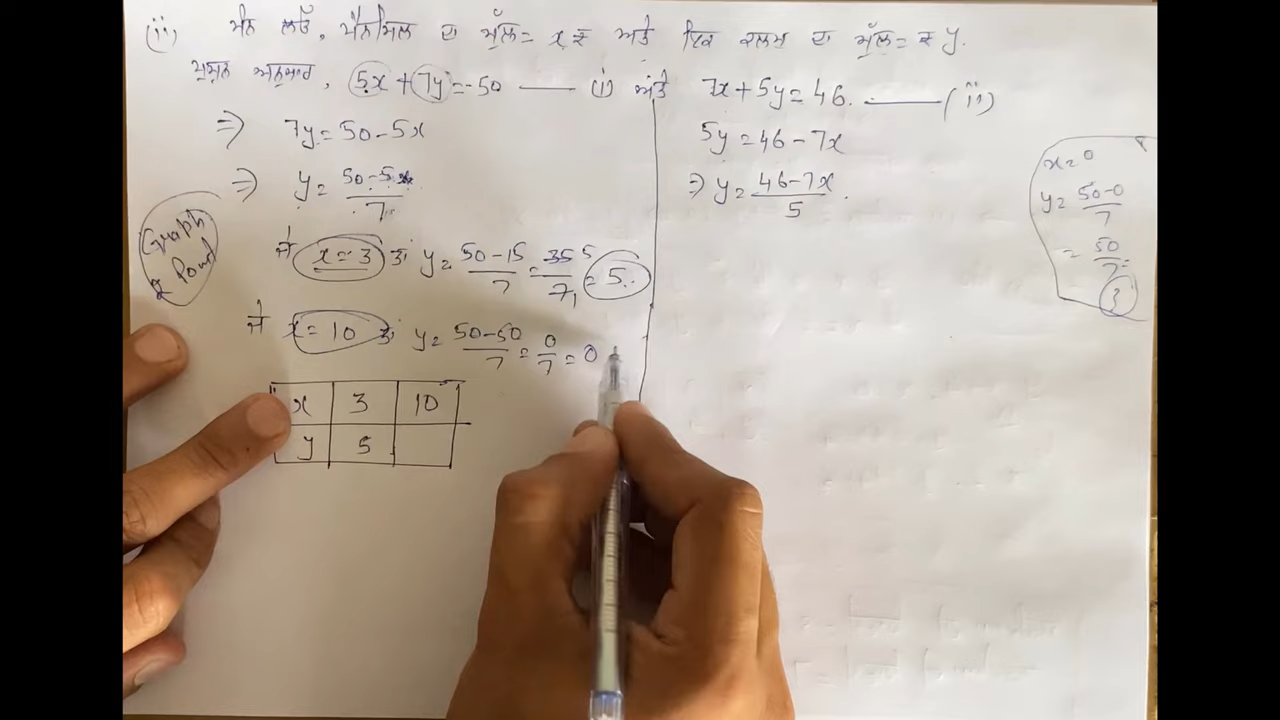 (ii) ਮੰਨ ਲਓ, ਪੈਨਸਿਲ ਦਾ ਮੁੱਲ = x ₹ ਅਤੇ ਇਕ ਕਲਮ ਦਾ ਮੁੱਲ = ₹ y.
ਪ੍ਰਸ਼ਨ ਅਨੁਸਾਰ, 5x + 7y = 50 —— (i) ਅਤੇ 7x + 5y = 46. —— (ii)
⇒ 7y = 50 - 5x
⇒ y = (50 - 5x)/7
ਜੇ x = 3 ਤਾਂ y = (50 - 15)/7 = 35/7 = 5.
ਜੇ x = 10 ਤਾਂ y = (50 - 50)/7 = 0/7 = 0
x 3 10
y 5
5y = 46 - 7x
⇒ y = (46 - 7x)/5 .
Graph
x = 0
y = (50 - 0)/7
= 50/7 =
3